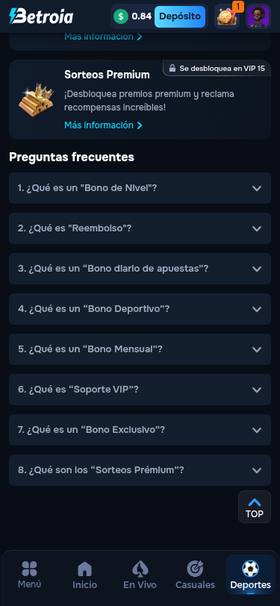 Betroia
$ 0.84
Depósito
1
Más información >
Sorteos Premium
Se desbloquea en VIP 15
¡Desbloquea premios premium y reclama
recompensas increíbles!
Más información >
Preguntas frecuentes
1. ¿Qué es un "Bono de Nivel"?
2. ¿Qué es "Reembolso"?
3. ¿Qué es un “Bono diario de apuestas”?
4. ¿Qué es un “Bono Deportivo”?
5. ¿Qué es un “Bono Mensual”?
6. ¿Qué es “Soporte VIP”?
7. ¿Qué es un “Bono Exclusivo”?
8. ¿Qué son los “Sorteos Prémium”?
TOP
Menú
Inicio
En Vivo
Casuales
Deportes